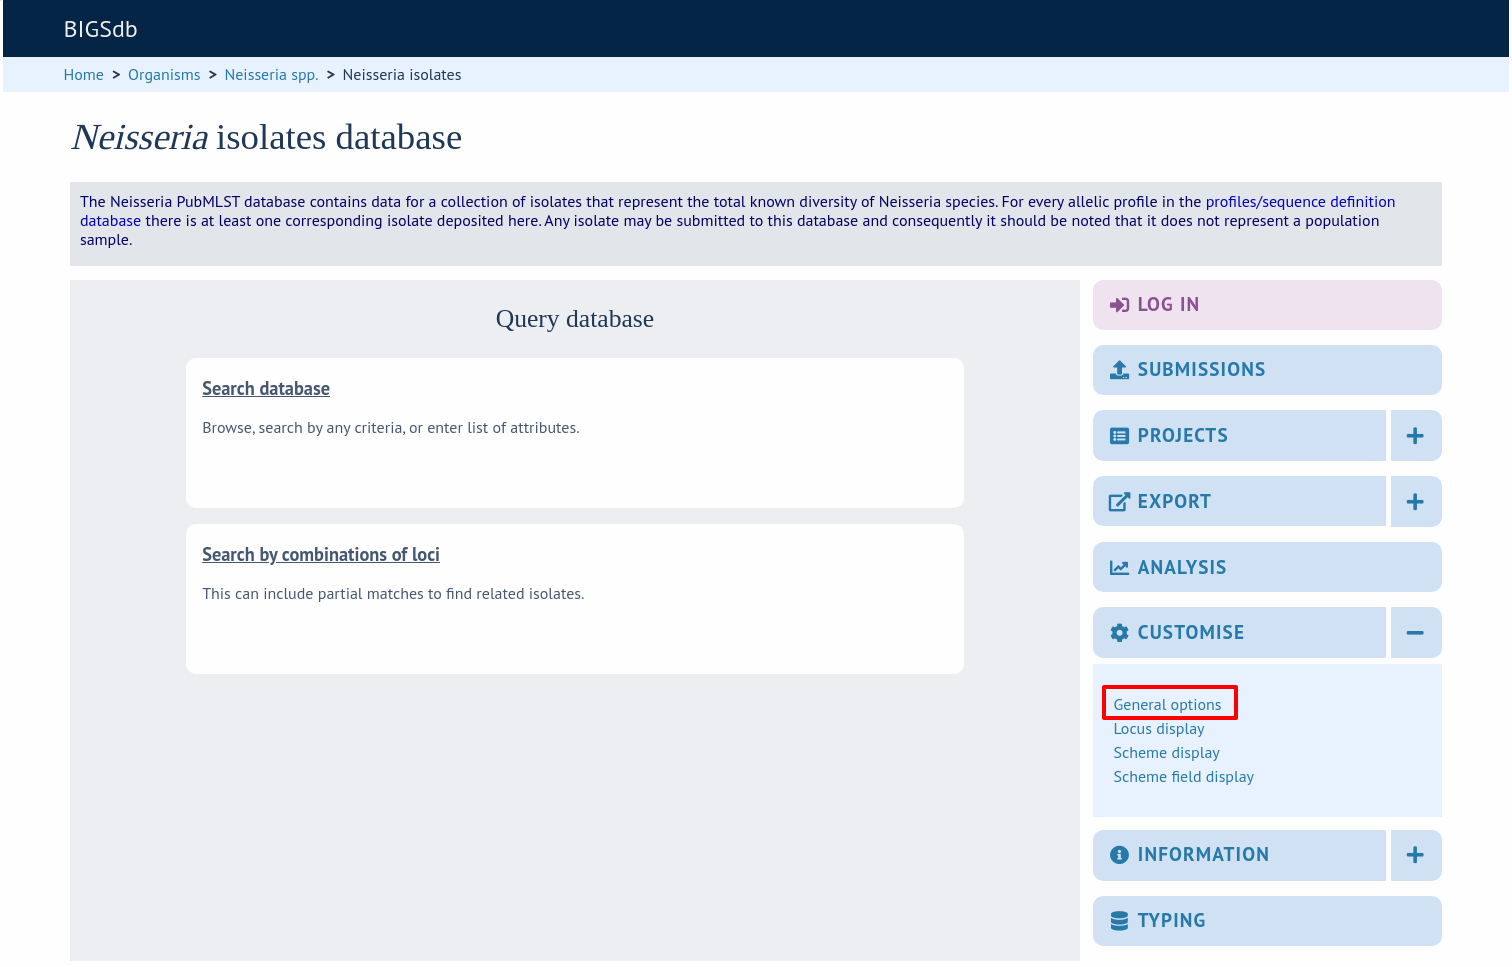 BIGSdb
Home > Organisms > Neisseria spp. > Neisseria isolates
Neisseria isolates database
The Neisseria PubMLST database contains data for a collection of isolates that represent the total known diversity of Neisseria species. For every allelic profile in the profiles/sequence definition
database there is at least one corresponding isolate deposited here. Any isolate may be submitted to this database and consequently it should be noted that it does not represent a population
sample.
Query database
Search database
Browse, search by any criteria, or enter list of attributes.
Search by combinations of loci
This can include partial matches to find related isolates.
LOG IN
SUBMISSIONS
PROJECTS
EXPORT
ANALYSIS
CUSTOMISE
General options
Locus display
Scheme display
Scheme field display
INFORMATION
TYPING